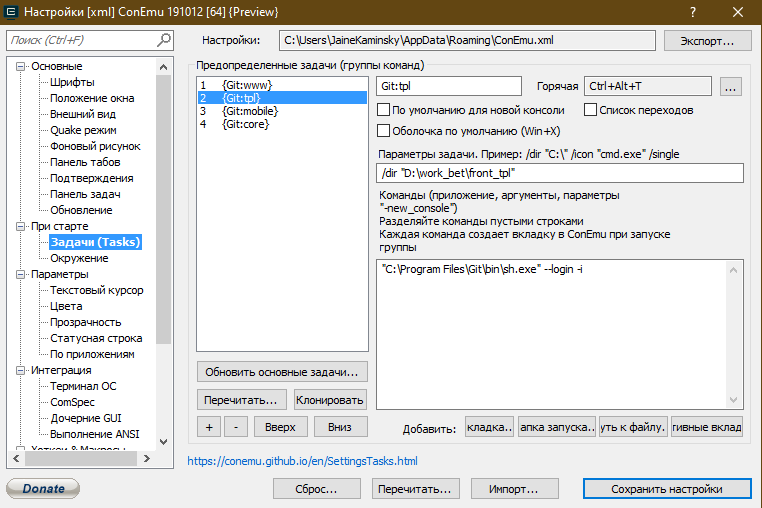 Настройки [xml] ConEmu 191012 [64] {Preview}
Поиск (Ctrl+F)
Настройки:
C:\Users\JaineKaminsky\AppData\Roaming\ConEmu.xml
Экспорт...
Основные
Шрифты
Положение окна
Внешний вид
Quake режим
Фоновый рисунок
Панель табов
Подтверждения
Панель задач
Обновление
При старте
Задачи (Tasks)
Окружение
Параметры
Текстовый курсор
Цвета
Прозрачность
Статусная строка
По приложениям
Интеграция
Терминал ОС
ComSpec
Дочерние GUI
Выполнение ANSI
Хоткеи & Макросы
Предопределенные задачи (группы команд)
1 {Git:www}
2 {Git:tpl}
3 {Git:mobile}
4 {Git:core}
Git:tpl
Горячая
Ctrl+Alt+T
...
По умолчанию для новой консоли
Список переходов
Оболочка по умолчанию (Win+X)
Параметры задачи. Пример: /dir "C:\" /icon "cmd.exe" /single
/dir "D:\work_bet\front_tpl"
Команды (приложение, аргументы, параметры
"-new_console")
Разделяйте команды пустыми строками
Каждая команда создает вкладку в ConEmu при запуске
группы
"C:\Program Files\Git\bin\sh.exe" --login -i
Обновить основные задачи...
Перечитать...
Клонировать
+
-
Вверх
Вниз
Добавить:
кладка..
апка запуска..
уть к файлу.
гивные вклад
https://conemu.github.io/en/SettingsTasks.html
Donate
Сброс...
Перечитать...
Импорт...
Сохранить настройки